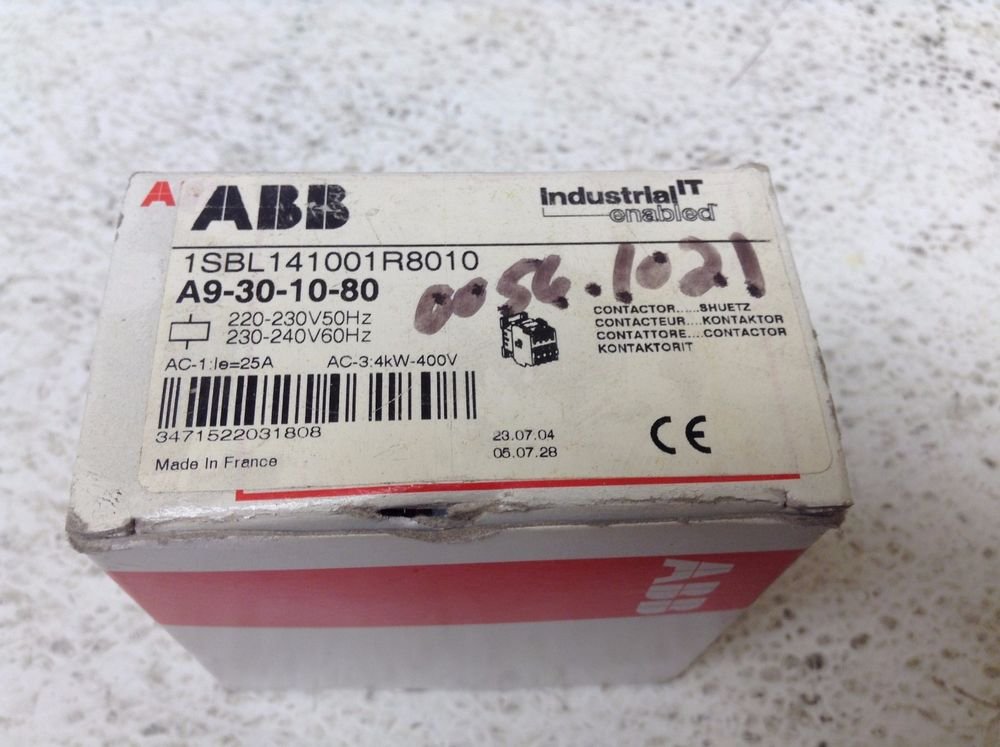 A ABB
Industrial IT
enabled
1SBL141001R8010
A9-30-10-80
0056.1021
220-230V50Hz
230-240V60Hz
CONTACTOR......SHUETZ
CONTACTEUR....KONTAKTOR
CONTATTORE....CONTACTOR
KONTAKTORIT
AC-1:Ie=25A AC-3:4kW-400V
3471522031808
23.07.04
05.07.28
CE
Made In France
ABB